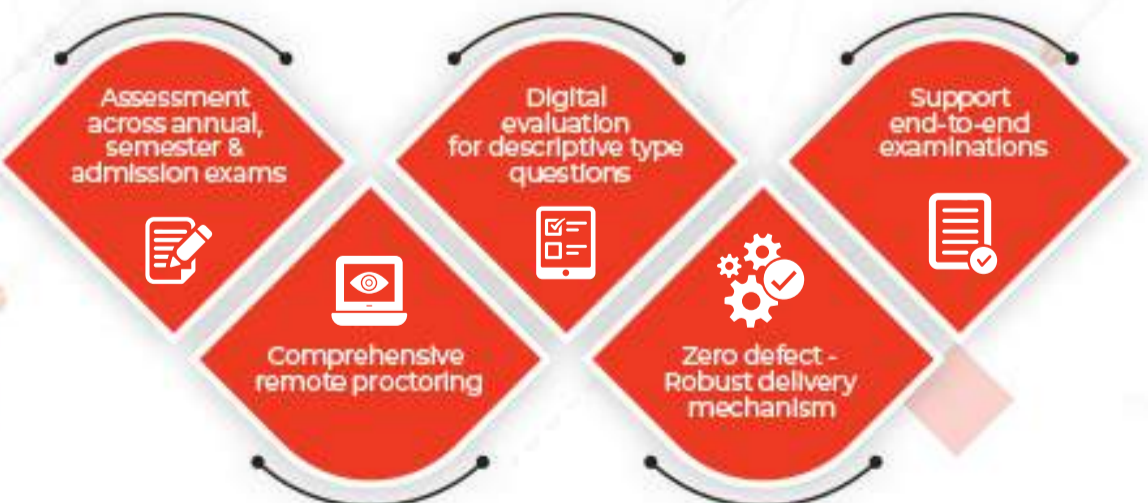 Assessment
across annual,
semester &
admission exams
Comprehensive
remote proctoring
Digital
evaluation
for descriptive type
questions
Zero defect -
Robust delivery
mechanism
Support
end-to-end
examinations